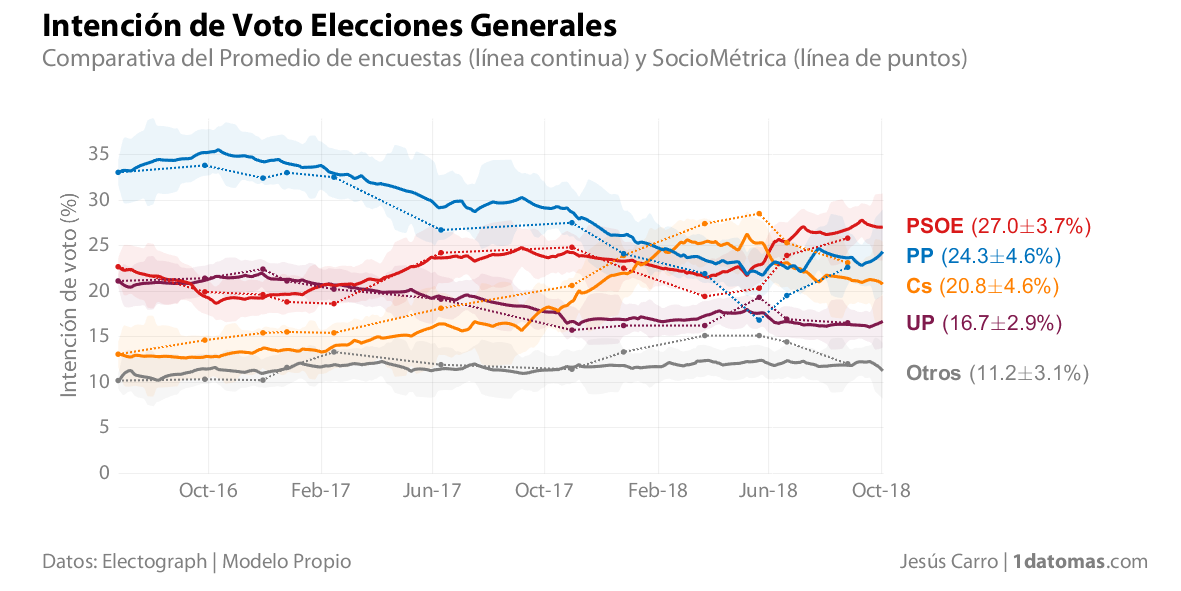 Intención de Voto Elecciones Generales
Comparativa del Promedio de encuestas (línea continua) y SocioMétrica (línea de puntos)
Intención de voto (%)
35
30
25
20
15
10
5
0
Oct-16 Feb-17 Jun-17 Oct-17 Feb-18 Jun-18 Oct-18
PSOE (27.0±3.7%)
PP (24.3±4.6%)
Cs (20.8±4.6%)
UP (16.7±2.9%)
Otros (11.2±3.1%)
Datos: Electograph | Modelo Propio
Jesús Carro | 1datomas.com